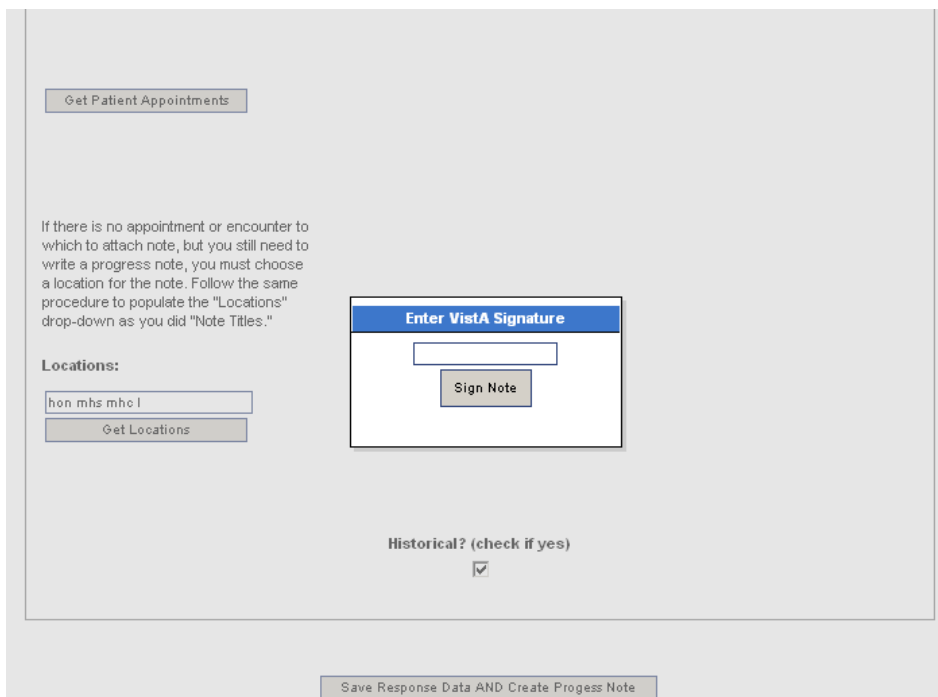 Get Patient Appointments
If there is no appointment or encounter to
which to attach note, but you still need to
write a progress note, you must choose
a location for the note. Follow the same
procedure to populate the "Locations"
drop-down as you did "Note Titles."
Enter VistA Signature
Locations:
Sign Note
hon mhs mhc l
Get Locations
Historical? (check if yes)
Save Response Data AND Create Progess Note